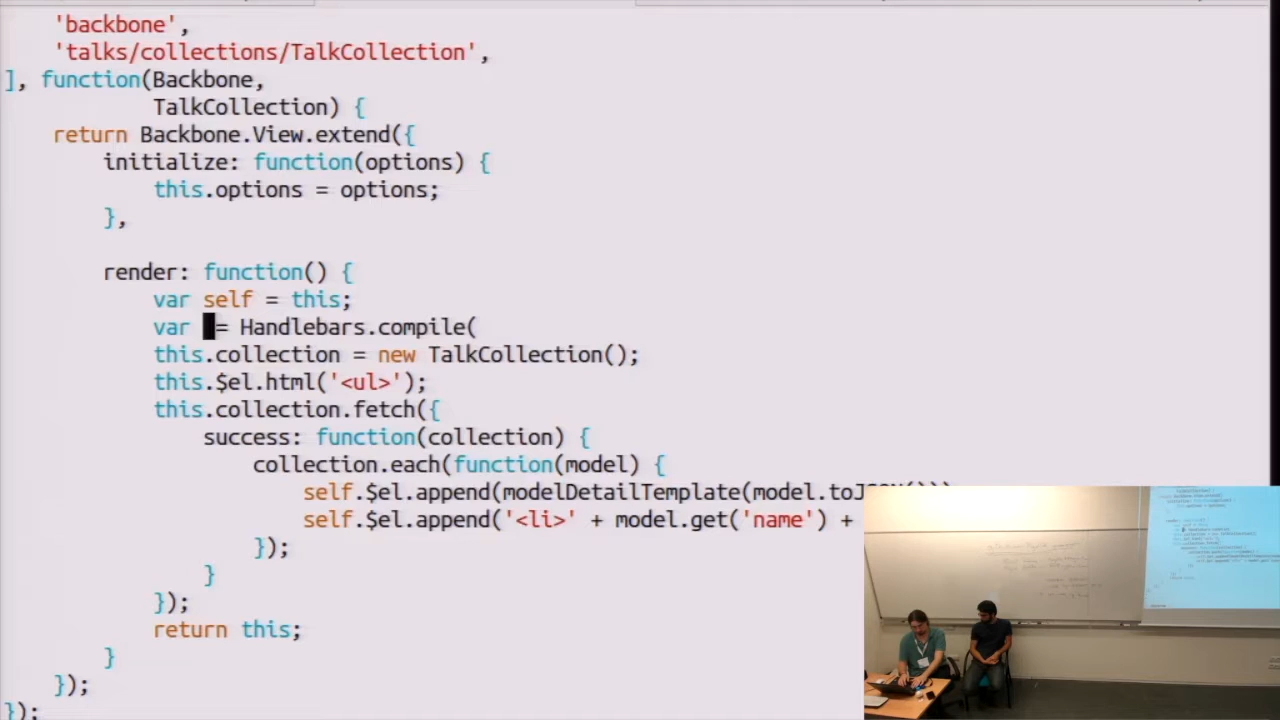 'backbone',
    'talks/collections/TalkCollection',
], function(Backbone,
            TalkCollection) {
    return Backbone.View.extend({
        initialize: function(options) {
            this.options = options;
        },
        render: function() {
            var self = this;
            var = Handlebars.compile(
            this.collection = new TalkCollection();
            this.$el.html('<ul>');
            this.collection.fetch({
                success: function(collection) {
                    collection.each(function(model) {
                        self.$el.append(modelDetailTemplate(model.toJSON()))
                        self.$el.append('<li>' + model.get('name') +
                    });
                }
            });
            return this;
        }
    });
});